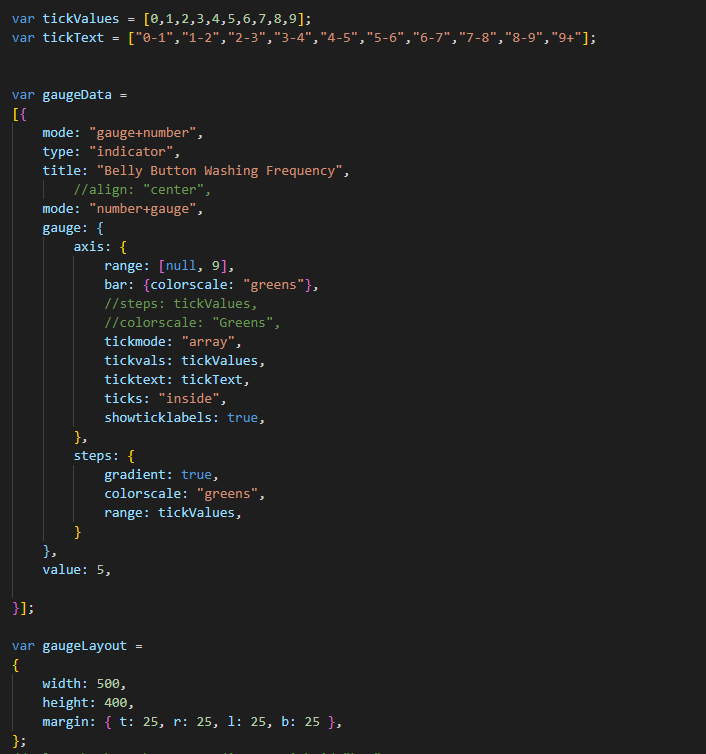 var tickValues = [0,1,2,3,4,5,6,7,8,9];
var tickText = ["0-1","1-2","2-3","3-4","4-5","5-6","6-7","7-8","8-9","9+"];
var gaugeData =
[{
mode: "gauge+number",
type: "indicator",
title: "Belly Button Washing Frequency",
//align: "center",
mode: "number+gauge",
gauge: {
axis: {
range: [null, 9],
bar: {colorscale: "greens"},
//steps: tickValues,
//colorscale: "Greens",
tickmode: "array",
tickvals: tickValues,
ticktext: tickText,
ticks: "inside",
showticklabels: true,
},
steps: {
gradient: true,
colorscale: "greens",
range: tickValues,
}
},
value: 5,
}];
var gaugeLayout =
{
width: 500,
height: 400,
margin: { t: 25, r: 25, l: 25, b: 25 },
};